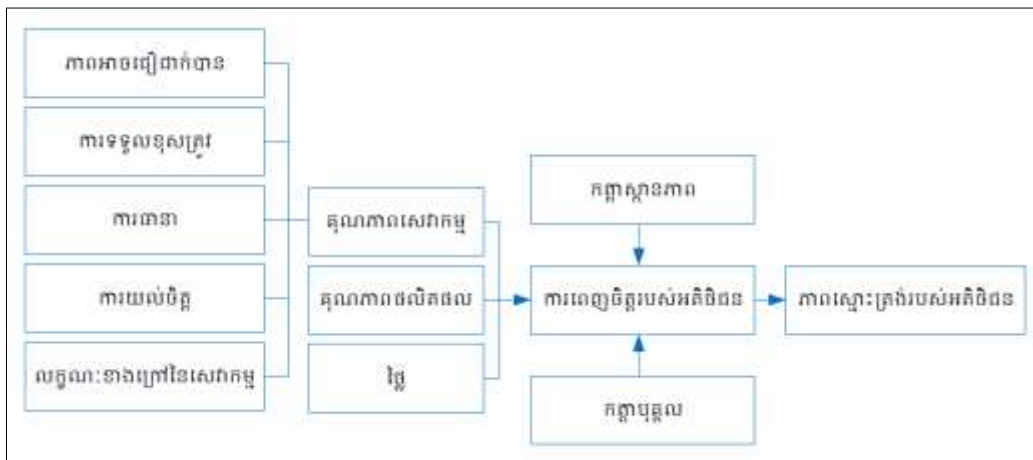 ភាពអាចជឿជាក់បាន
ការទទួលខុសត្រូវ
ការធានា
ការយល់ចិត្ត
លក្ខណៈខាងក្រៅនៃសេវាកម្ម
គុណភាពសេវាកម្ម
គុណភាពផលិតផល
ថ្លៃ
កត្តាស្ថានភាព
ការពេញចិត្តរបស់អតិថិជន
កត្តាបុគ្គល
ភាពស្មោះត្រង់របស់អតិថិជន